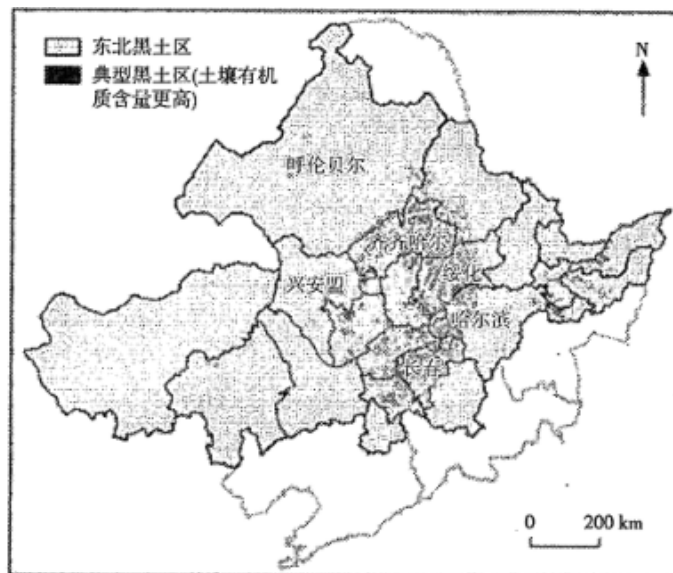 东北黑土区
典型黑土区(土壤有机
质含量更高)
N
呼伦贝尔
齐齐哈尔
绥化
兴安盟
哈尔滨
长春
0 200 km